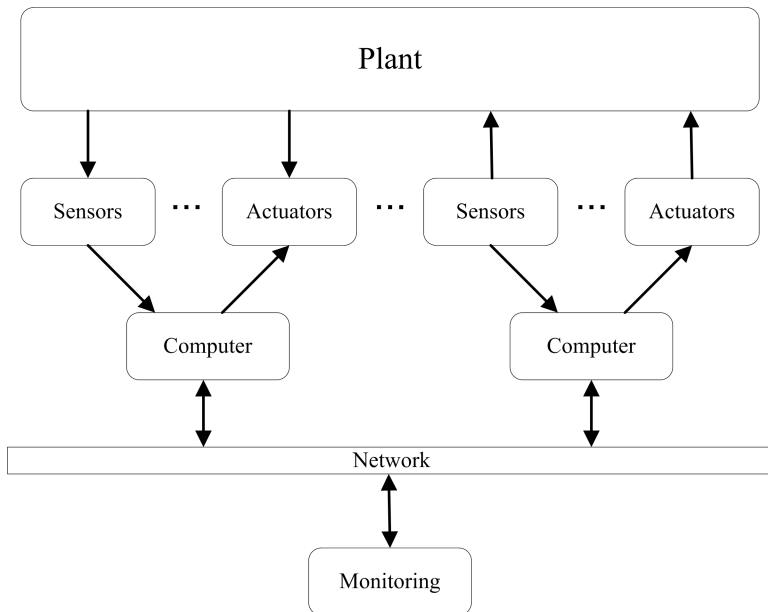 Plant
Sensors ... Actuators ... Sensors ... Actuators
Computer Computer
Network
Monitoring